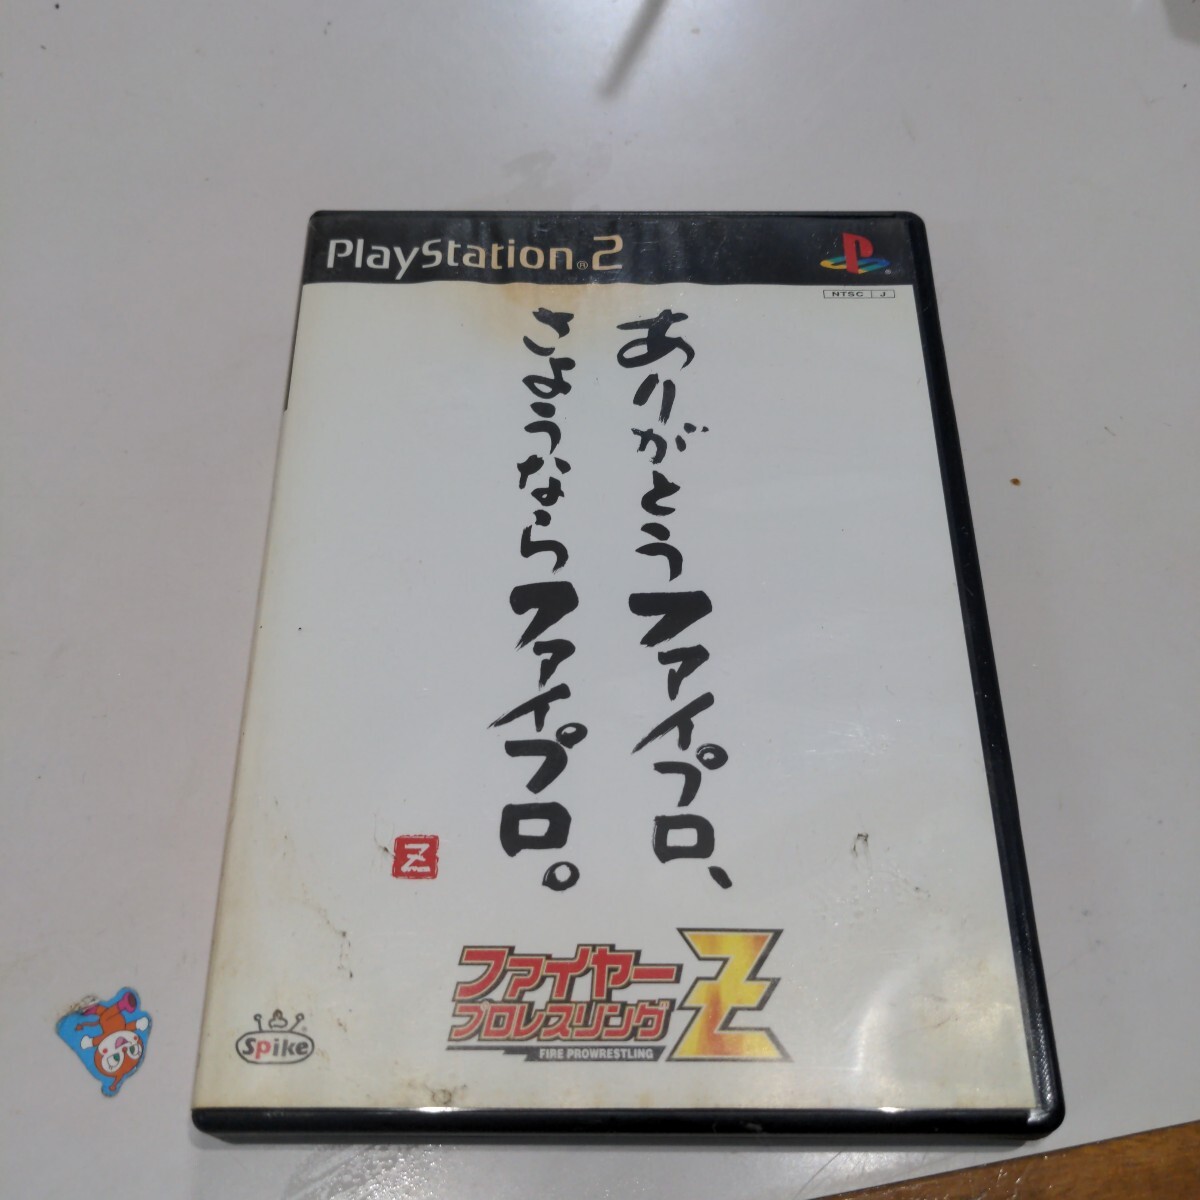 PlayStation®2
NTSC J
ありがとうファイプロ、
さようならファイプロ。
Z
ファイヤー
プロレスリング
Z
FIRE PROWRESTLING
Spike